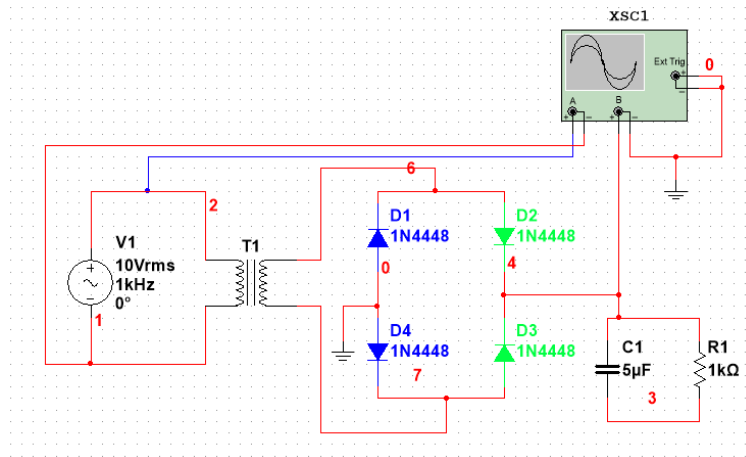 XSC1
Ext Trig
0
A
B
+
−
+
−
+
−
6
2
D1
1N4448
D2
1N4448
V1
T1
10Vrms
1kHz
0°
+
−
0
4
1
D4
1N4448
D3
1N4448
7
C1
5µF
R1
1kΩ
3